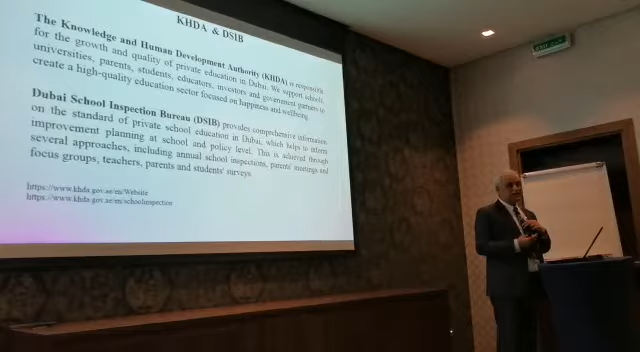 KHDA & DSIB
The Knowledge and Human Development Authority (KHDA) is responsible
for the growth and quality of private education in Dubai. We support schools,
universities, parents, students, educators, investors and government partners to
create a high-quality education sector focused on happiness and wellbeing.
Dubai School Inspection Bureau (DSIB) provides comprehensive information
on the standard of private school education in Dubai, which helps to inform
improvement planning at school and policy level. This is achieved through
several approaches, including annual school inspections, parents' meetings, and
focus groups, teachers, parents and students' surveys.
https://www.khda.gov.ae/en/Website
https://www.khda.gov.ae/en/schoolinspection
EXIT